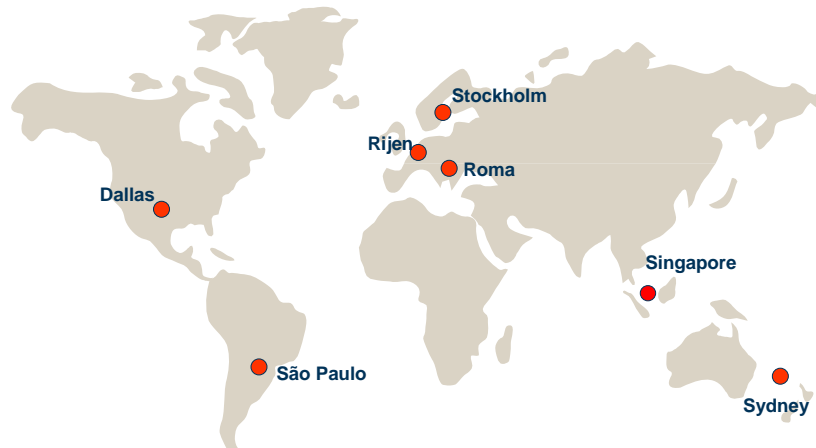 Stockholm
Rijen
Roma
Dallas
Singapore
São Paulo
Sydney